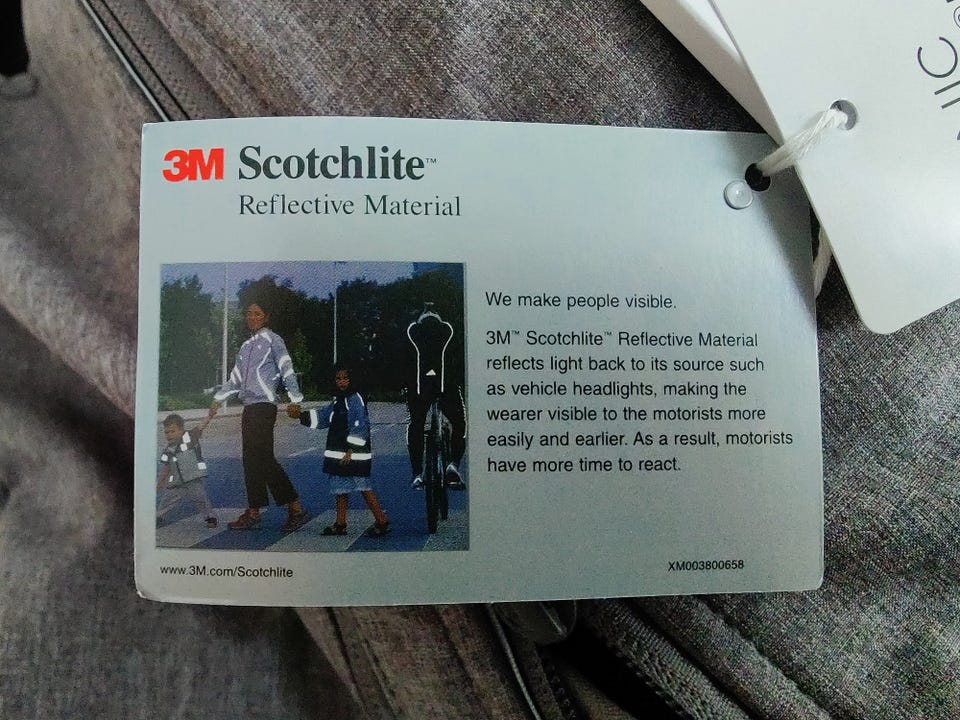 3M Scotchlite™
Reflective Material
We make people visible.
3M™ Scotchlite™ Reflective Material
reflects light back to its source such
as vehicle headlights, making the
wearer visible to the motorists more
easily and earlier. As a result, motorists
have more time to react.
www.3M.com/Scotchlite
XM003800658